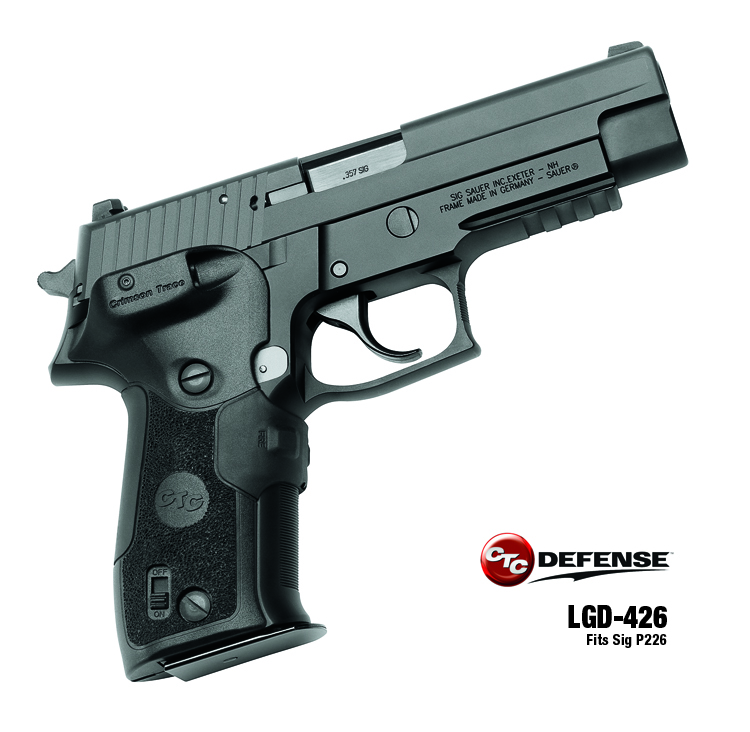 .357 SIG
SIG SAUER INC.EXETER - NH
FRAME MADE IN GERMANY - SAUER®
Crimson Trace
CTC
OFF
ON
CTC DEFENSE™
LGD-426
Fits Sig P226